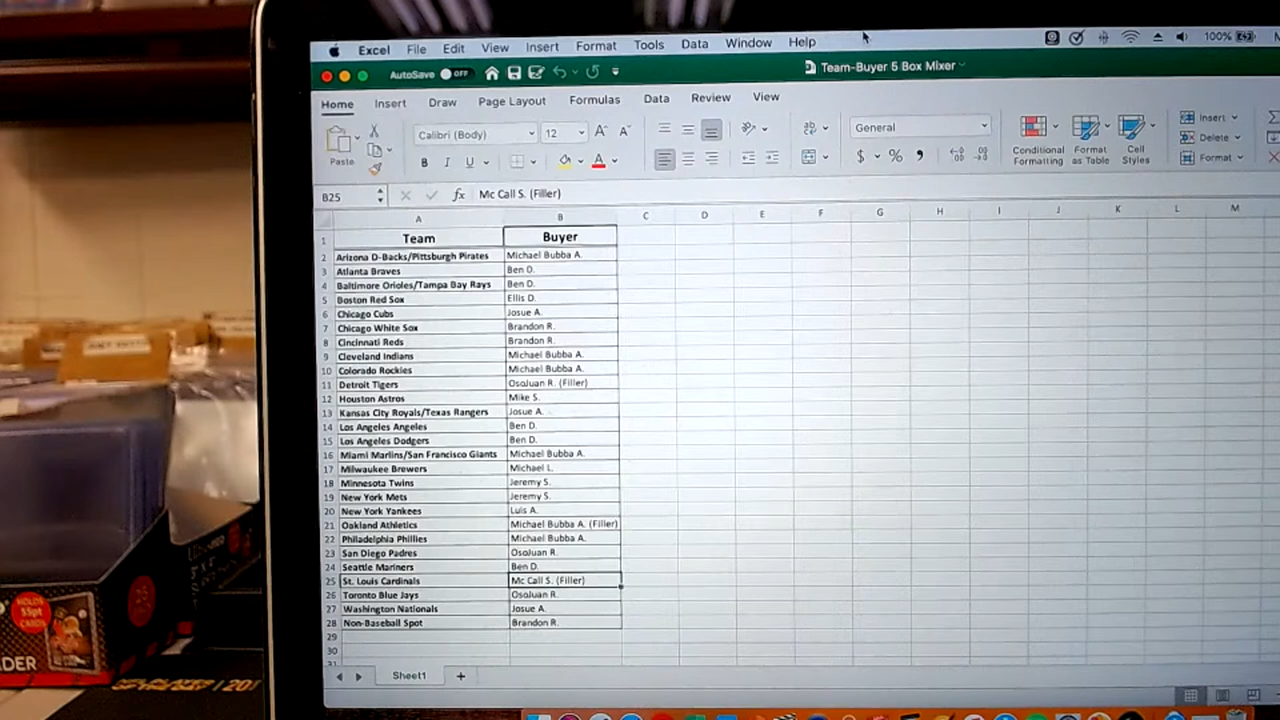 Excel File Edit View Insert Format Tools Data Window Help 100%
AutoSave OFF Team-Buyer 5 Box Mixer
Home Insert Draw Page Layout Formulas Data Review View
Paste Calibri (Body) 12 A A General Insert
B I U A $ % Conditional Formatting Format as Table Cell Styles Delete
Format
B25 fx Mc Call S. (Filler)
A B C D E F G H I J K L M
1 Team Buyer
2 Arizona D-Backs/Pittsburgh Pirates Michael Bubba A.
3 Atlanta Braves Ben D.
4 Baltimore Orioles/Tampa Bay Rays Ben D.
5 Boston Red Sox Ellis D.
6 Chicago Cubs Josue A.
7 Chicago White Sox Brandon R.
8 Cincinnati Reds Brandon R.
9 Cleveland Indians Michael Bubba A.
10 Colorado Rockies Michael Bubba A.
11 Detroit Tigers OsoJuan R. (Filler)
12 Houston Astros Mike S.
13 Kansas City Royals/Texas Rangers Josue A.
14 Los Angeles Angeles Ben D.
15 Los Angeles Dodgers Ben D.
16 Miami Marlins/San Francisco Giants Michael Bubba A.
17 Milwaukee Brewers Michael L.
18 Minnesota Twins Jeremy S.
19 New York Mets Jeremy S.
20 New York Yankees Luis A.
21 Oakland Athletics Michael Bubba A. (Filler)
22 Philadelphia Phillies Michael Bubba A.
23 San Diego Padres OsoJuan R.
24 Seattle Mariners Ben D.
25 St. Louis Cardinals Mc Call S. (Filler)
26 Toronto Blue Jays OsoJuan R.
27 Washington Nationals Josue A.
28 Non-Baseball Spot Brandon R.
29
30
31
Sheet1 +
HOLDS
55pt
CARDS
DER